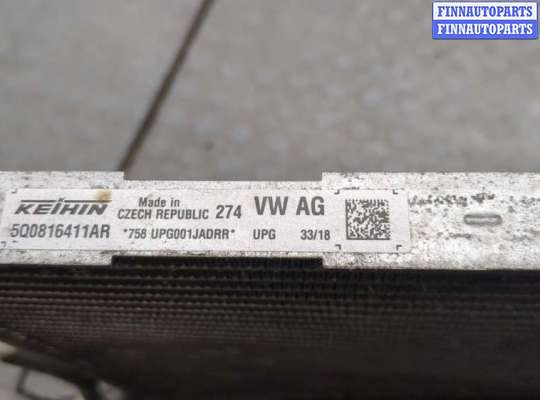 FINNAUTOPARTS
FINNAUTOPARTS
KEIHIN Made in CZECH REPUBLIC 274 VW AG
5Q0816411AR *758 UPG001JADRR* UPG 33/18